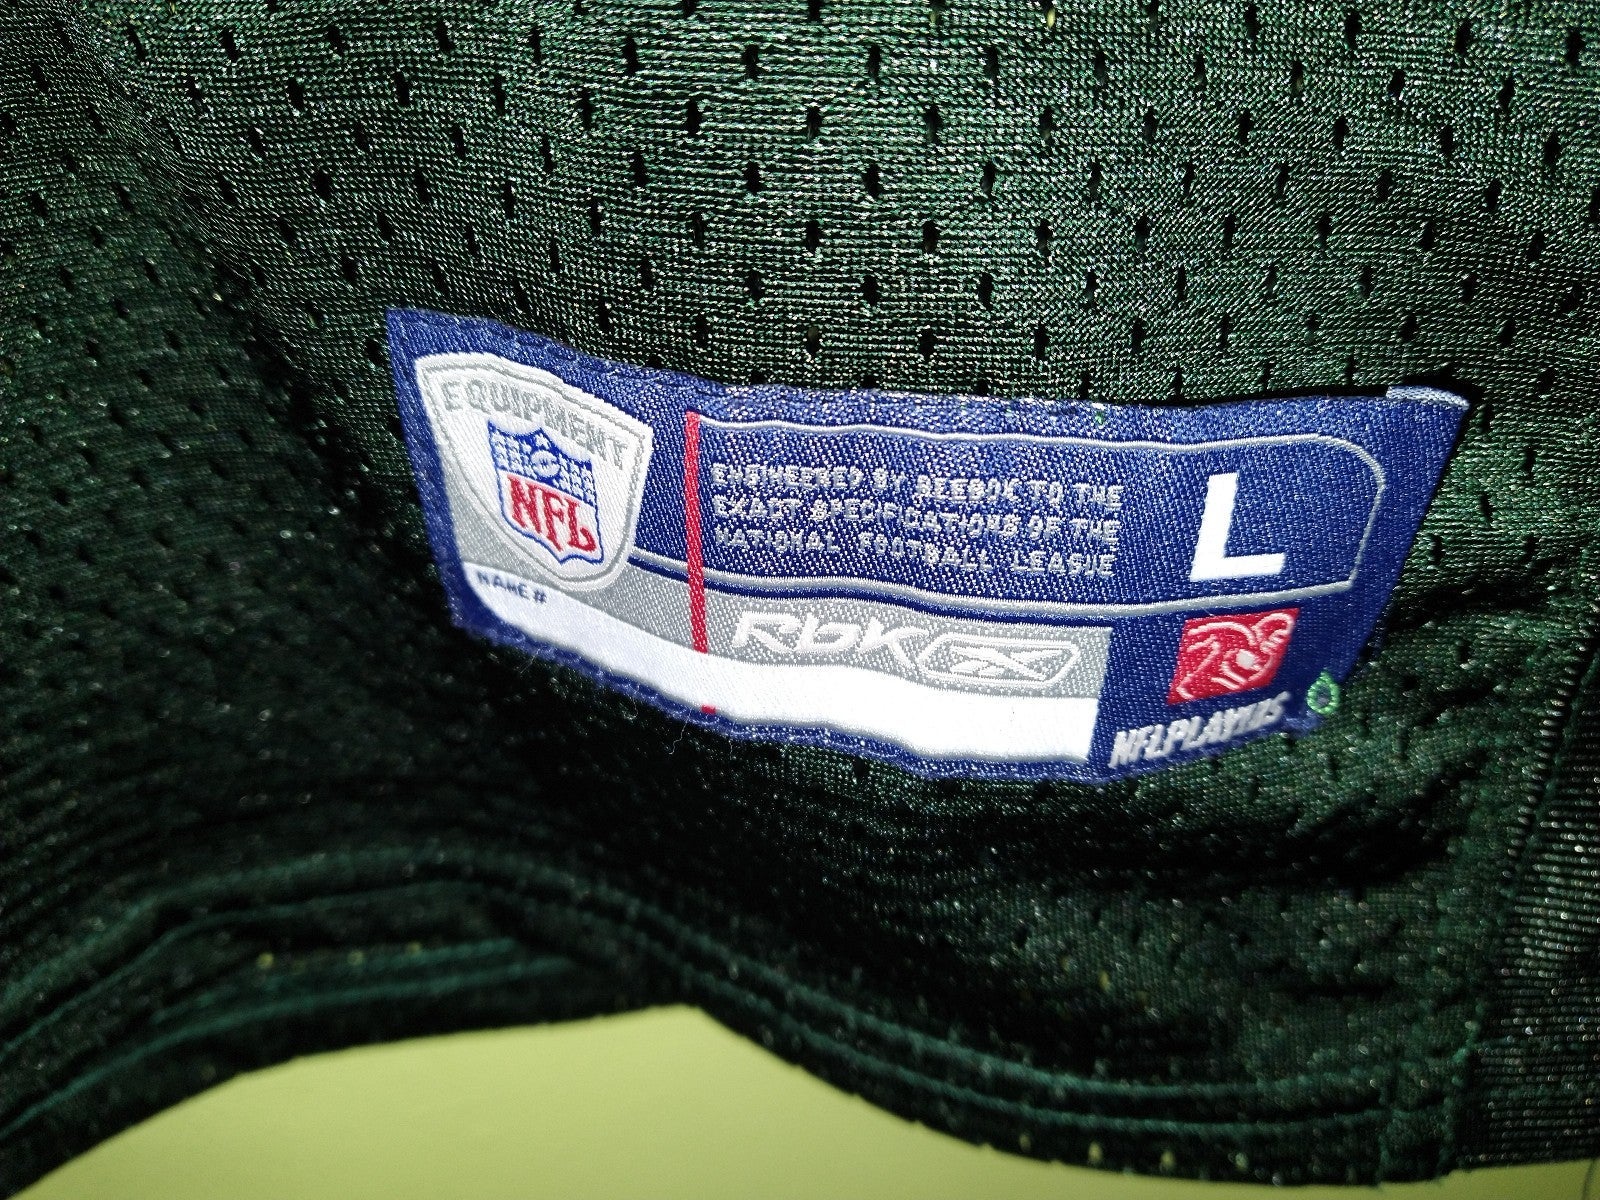 EQUIPMENT
NFL
NAME #
ENGINEERED BY REEBOK TO THE
EXACT SPECIFICATIONS OF THE
NATIONAL FOOTBALL LEAGUE
L
RbK
NFLPLAYERS